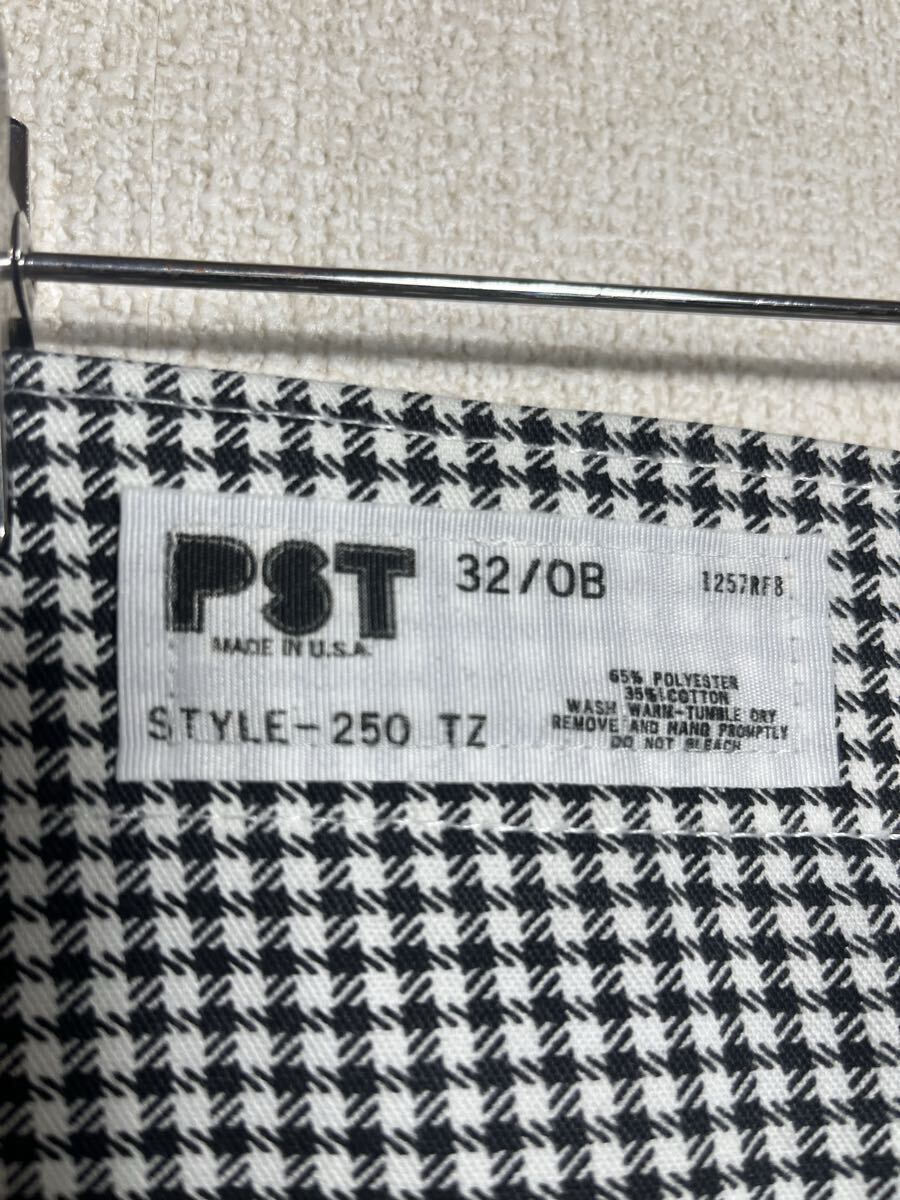 PST 32/OB 1257RF8
MADE IN U.S.A.
65% POLYESTER
35% COTTON
WASH WARM-TUMBLE DRY
REMOVE AND HANG PROMPTLY
DO NOT BLEACH
STYLE-250 TZ